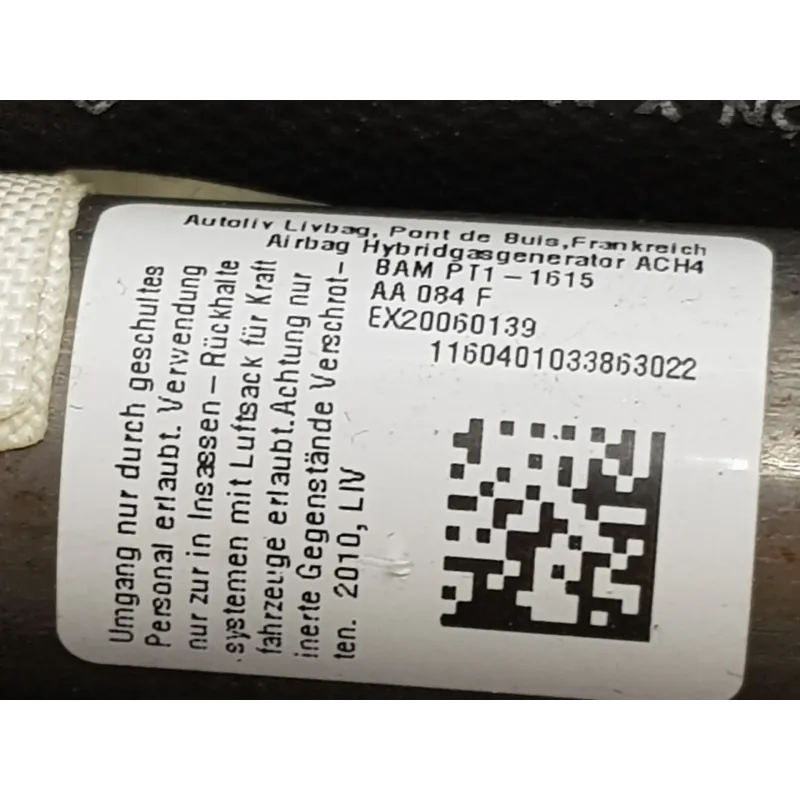 Autoliv Livbag, Pont de Buis,Frankreich
Airbag Hybridgasgenerator ACH4
BAM PT1-1615
AA 084 F
EX20060139
1160401033863022
Umgang nur durch geschultes
Personal erlaubt. Verwendung
nur zur in Insassen-Rückhalte
systemen mit Luftsack für Kraft
fahrzeuge erlaubt.Achtung nur
inerte Gegenstände Verschrot-
ten. 2010, LIV